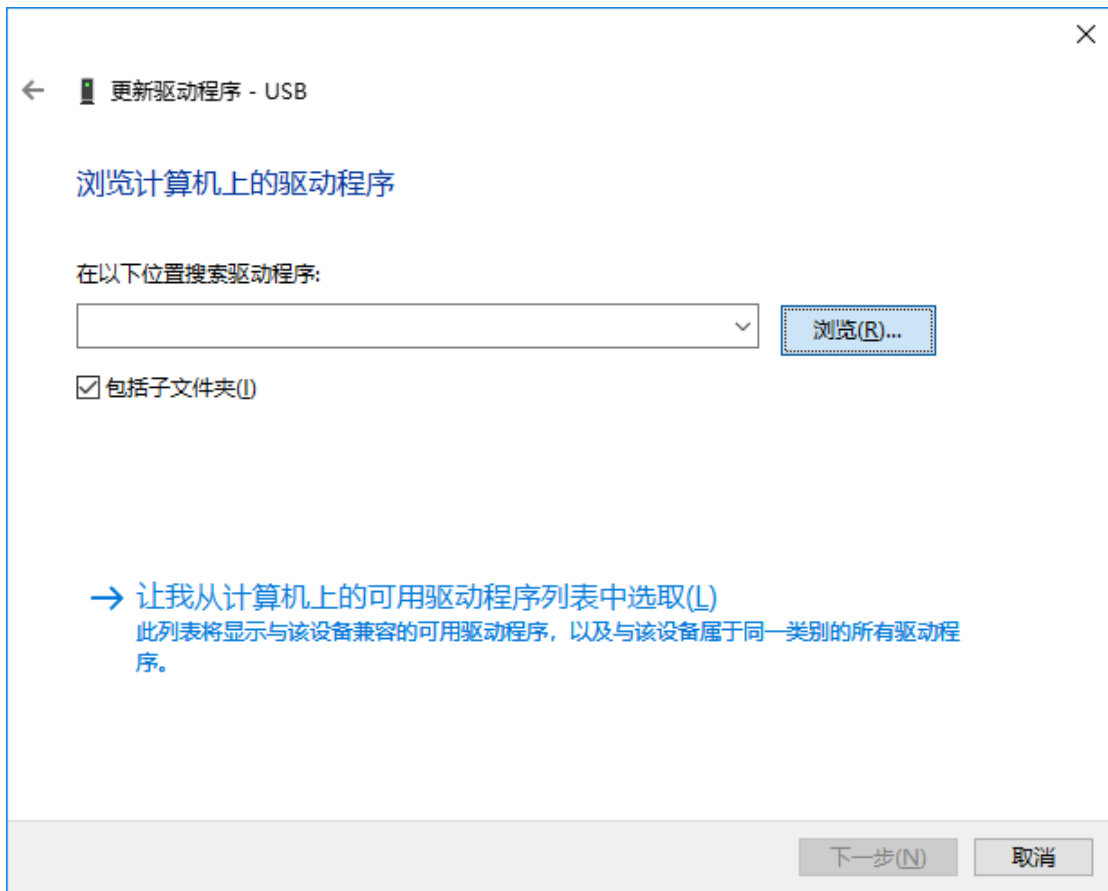 更新驱动程序 - USB
浏览计算机上的驱动程序
在以下位置搜索驱动程序:
浏览(R)...
包括子文件夹(I)
让我从计算机上的可用驱动程序列表中选取(L)
此列表将显示与该设备兼容的可用驱动程序，以及与该设备属于同一类别的所有驱动程
序。
下一步(N)
取消